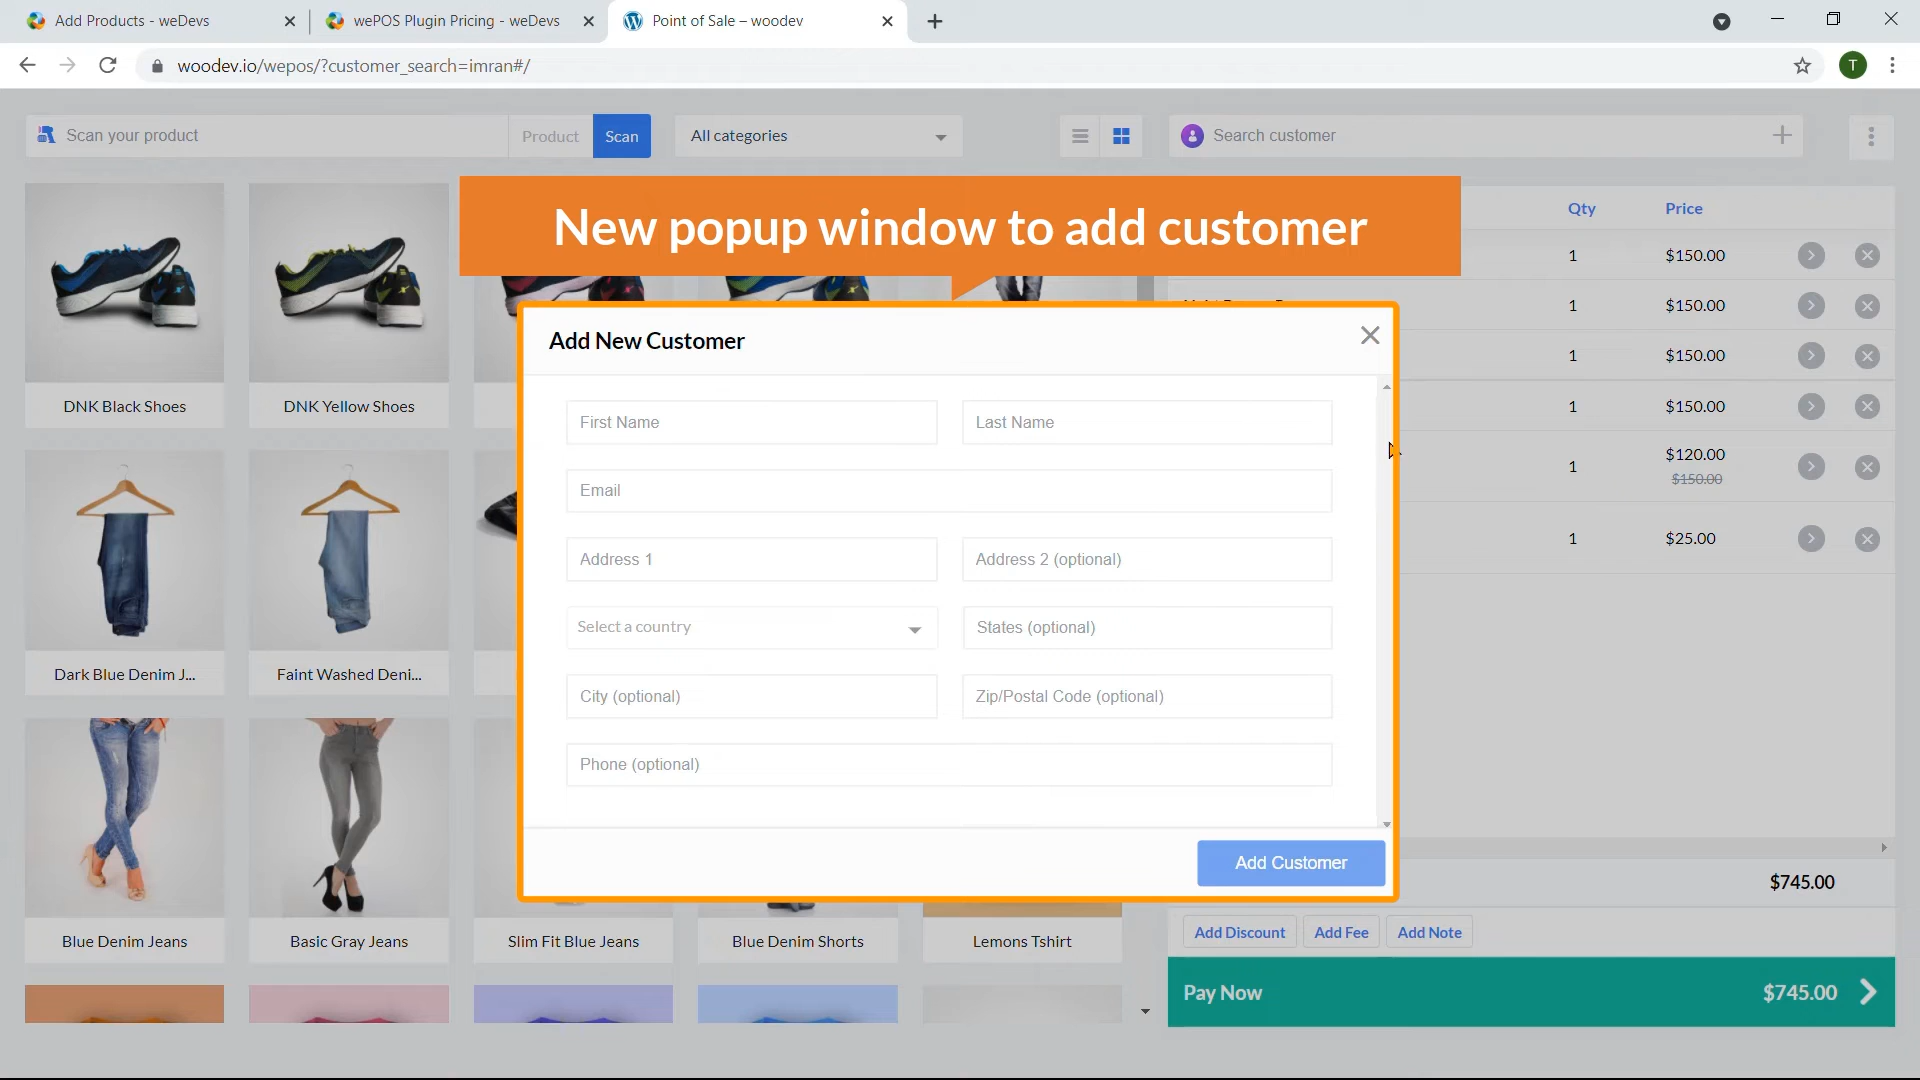 Add Products - weDevs
wePOS Plugin Pricing - weDevs
Point of Sale – woodev
woodev.io/wepos/?customer_search=imran#/
T
Scan your product
Product
Scan
All categories
Search customer
New popup window to add customer
Qty
Price
1
$150.00
1
$150.00
1
$150.00
1
$150.00
1
$120.00
$150.00
1
$25.00
DNK Black Shoes
DNK Yellow Shoes
Add New Customer
First Name
Last Name
Email
Address 1
Address 2 (optional)
Select a country
States (optional)
City (optional)
Zip/Postal Code (optional)
Phone (optional)
Add Customer
Dark Blue Denim J...
Faint Washed Deni...
Blue Denim Jeans
Basic Gray Jeans
Slim Fit Blue Jeans
Blue Denim Shorts
Lemons Tshirt
$745.00
Add Discount
Add Fee
Add Note
Pay Now
$745.00